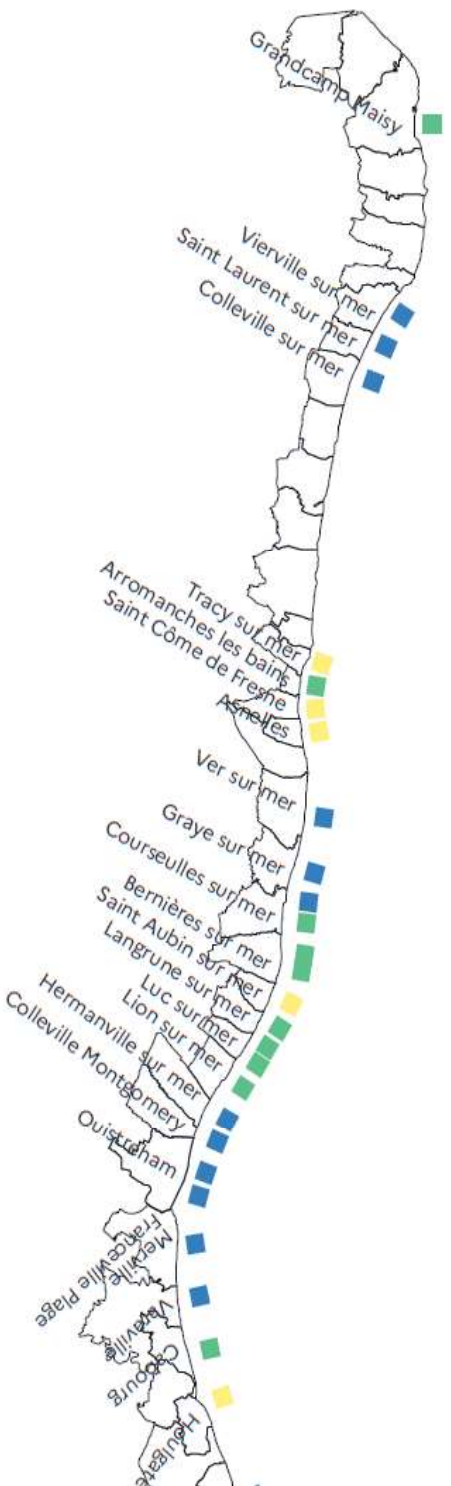 Grandcamp Maisy
Vierville sur mer
Saint Laurent sur mer
Colleville sur mer
Tracy sur mer
Arromanches les bains
Saint Côme de Fresne
Asnelles
Ver sur mer
Graye sur mer
Courseulles sur mer
Bernières sur mer
Saint Aubin sur mer
Langrune sur mer
Luc sur mer
Lion sur mer
Hermanville sur mer
Colleville Montgomery
Ouistreham
Merville
Franceville Plage
Varaville
Cabourg
Houlgate